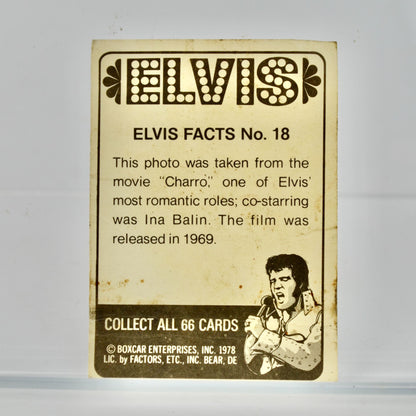 ELVIS
ELVIS FACTS No. 18
This photo was taken from the
movie "Charro," one of Elvis'
most romantic roles; co-starring
was Ina Balin. The film was
released in 1969.
COLLECT ALL 66 CARDS
© BOXCAR ENTERPRISES, INC. 1978
LIC. by FACTORS, ETC., INC. BEAR, DE